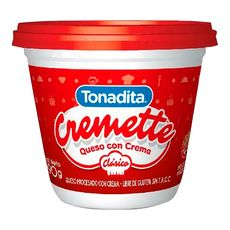 Tonadita
Cremette
Queso con Crema
Clásico
QUESO PROCESADO CON CREMA - LIBRE DE GLUTEN. SIN T.A.C.C.